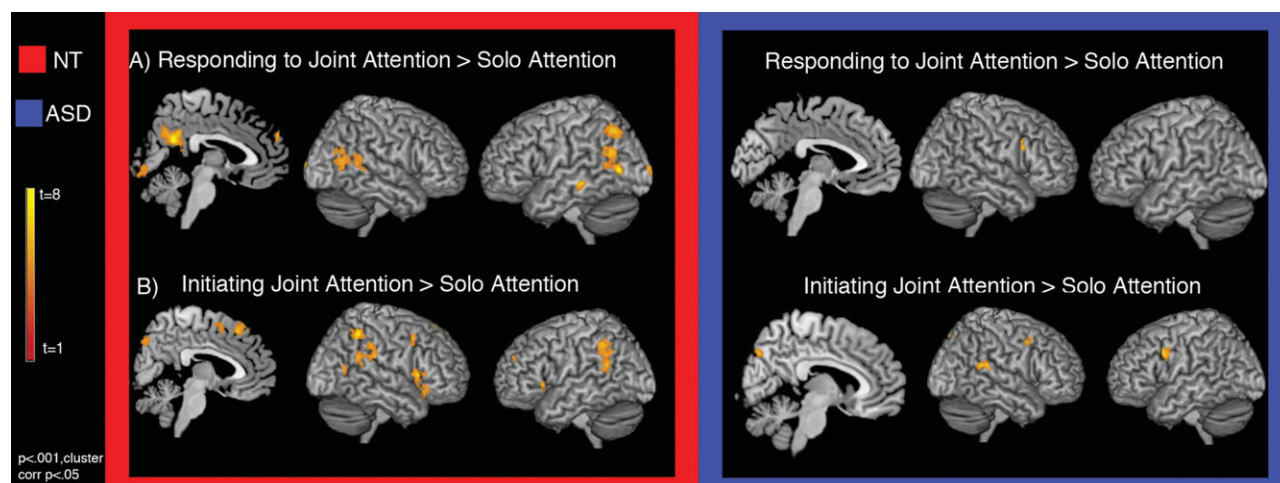 NT
ASD
t=8
t=1
p<.001,cluster
corr p<.05
A) Responding to Joint Attention > Solo Attention
B) Initiating Joint Attention > Solo Attention
Responding to Joint Attention > Solo Attention
Initiating Joint Attention > Solo Attention